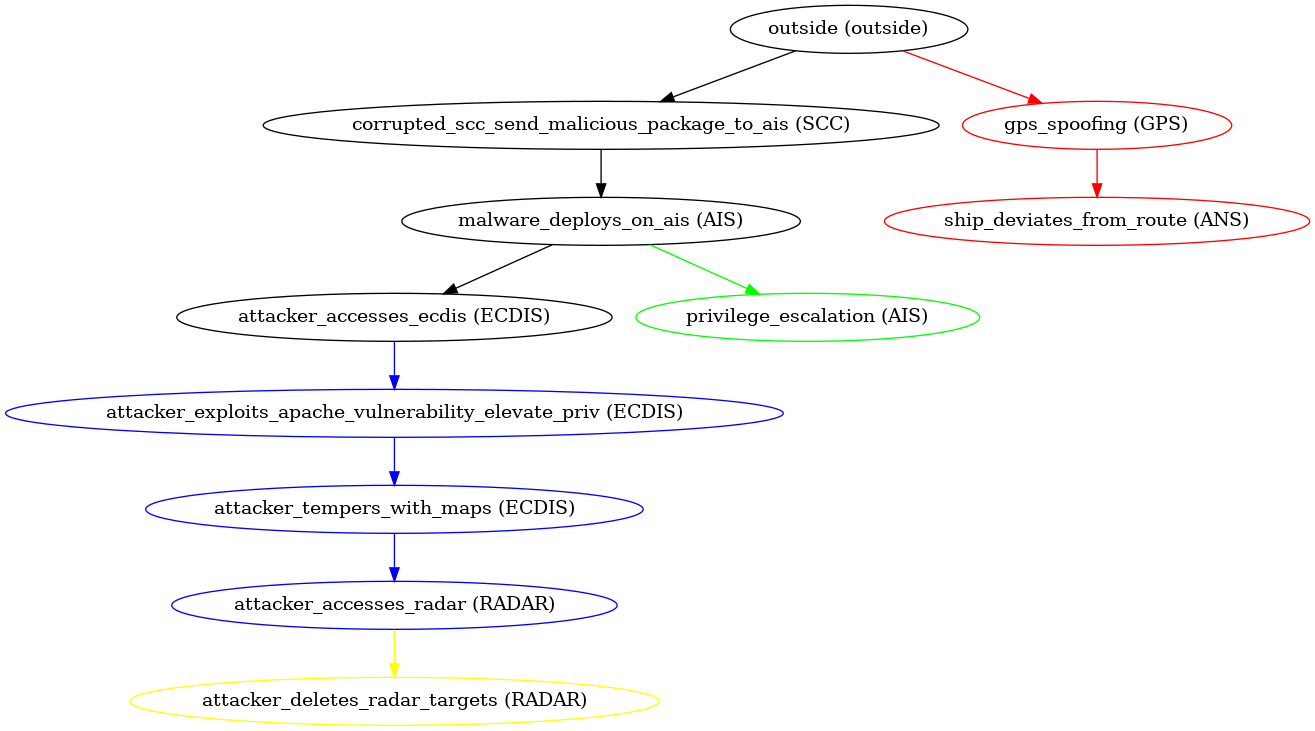 outside (outside)
corrupted_scc_send_malicious_package_to_ais (SCC)
gps_spoofing (GPS)
malware_deploys_on_ais (AIS)
ship_deviates_from_route (ANS)
attacker_accesses_ecdis (ECDIS)
privilege_escalation (AIS)
attacker_exploits_apache_vulnerability_elevate_priv (ECDIS)
attacker_tempers_with_maps (ECDIS)
attacker_accesses_radar (RADAR)
attacker_deletes_radar_targets (RADAR)